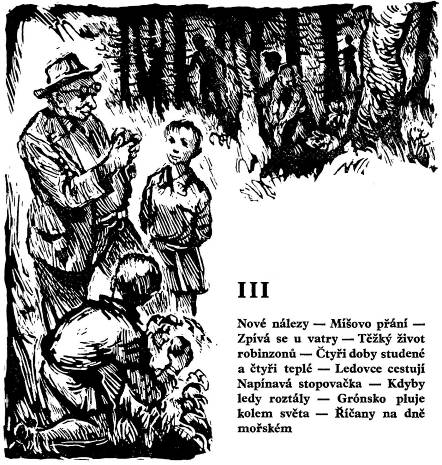 III
Nové nálezy — Míšovo přání —
Zpívá se u vatry — Těžký život
robinzonů — Čtyři doby studené
a čtyři teplé — Ledovce cestují
Napínavá stopovačka — Kdyby
ledy roztály — Grónsko pluje
kolem světa — Říčany na dně
mořském